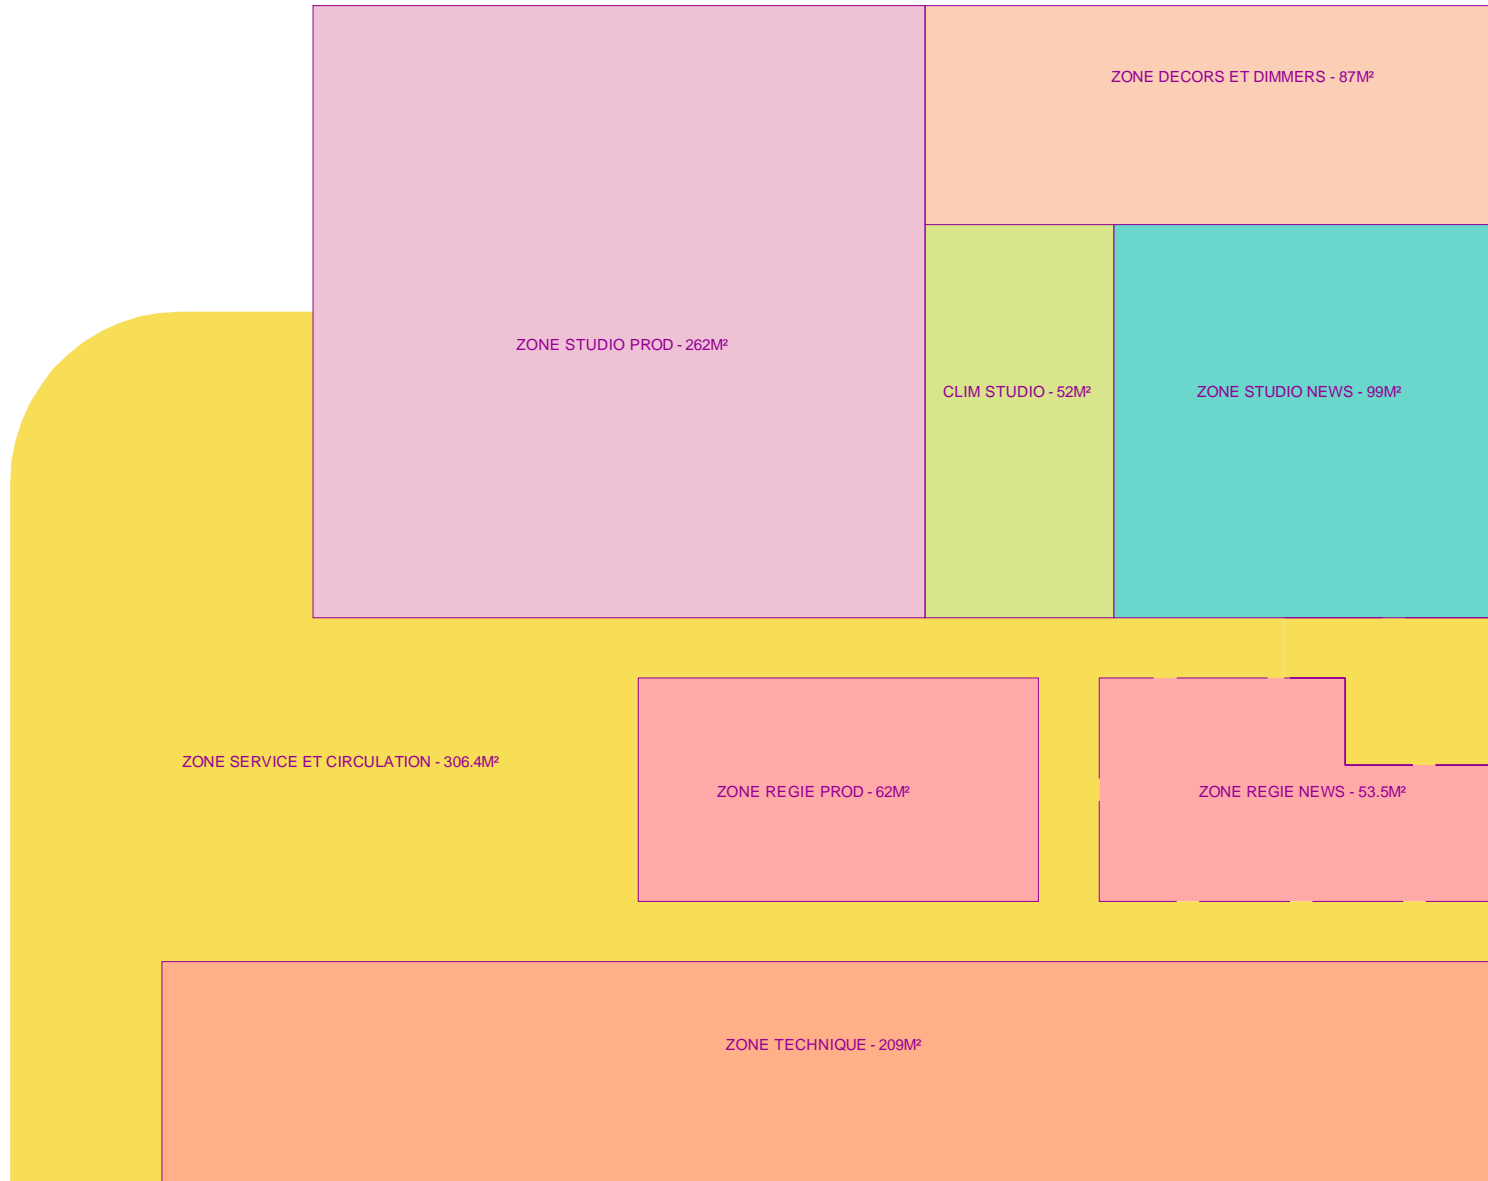 ZONE DECORS ET DIMMERS - 87M²
ZONE STUDIO PROD - 262M²
CLIM STUDIO - 52M²
ZONE STUDIO NEWS - 99M²
ZONE SERVICE ET CIRCULATION - 306.4M²
ZONE REGIE PROD - 62M²
ZONE REGIE NEWS - 53.5M²
ZONE TECHNIQUE - 209M²